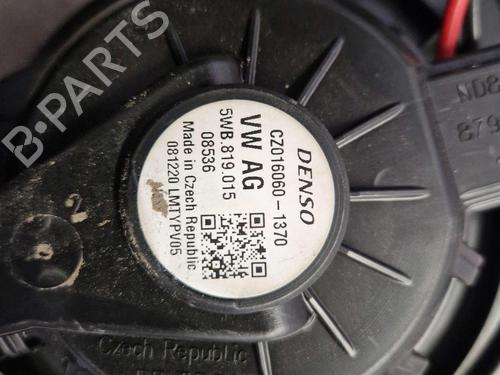 B-PARTS
DENSO
CZ016060-1370
VW AG
5WB.819.015
08536
Made in Czech Republic
081220 LMTYPV05
Czech Republic